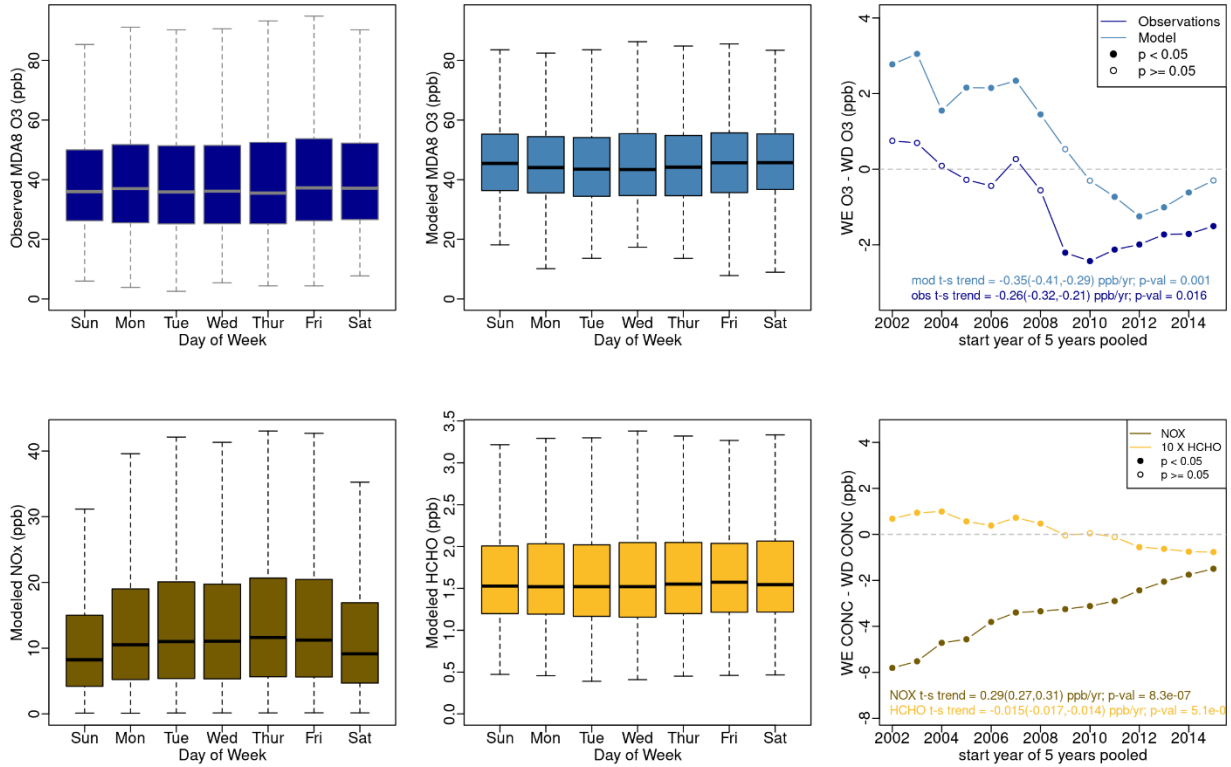 Observed MDA8 O3 (ppb)
0 20 40 60 80
Sun Mon Tue Wed Thur Fri Sat
Day of Week
Modeled MDA8 O3 (ppb)
0 20 40 60 80
Sun Mon Tue Wed Thur Fri Sat
Day of Week
WE O3 - WD O3 (ppb)
-2 0 2 4
Observations
Model
p < 0.05
p >= 0.05
mod t-s trend = -0.35(-0.41,-0.29) ppb/yr; p-val = 0.001
obs t-s trend = -0.26(-0.32,-0.21) ppb/yr; p-val = 0.016
2002 2004 2006 2008 2010 2012 2014
start year of 5 years pooled
Modeled NOx (ppb)
0 10 20 30 40
Sun Mon Tue Wed Thur Fri Sat
Day of Week
Modeled HCHO (ppb)
0.0 0.5 1.0 1.5 2.0 2.5 3.0 3.5
Sun Mon Tue Wed Thur Fri Sat
Day of Week
WE CONC - WD CONC (ppb)
-8 -6 -4 -2 0 2 4
NOX
10 X HCHO
p < 0.05
p >= 0.05
NOX t-s trend = 0.29(0.27,0.31) ppb/yr; p-val = 8.3e-07
HCHO t-s trend = -0.015(-0.017,-0.014) ppb/yr; p-val = 5.1e-0
2002 2004 2006 2008 2010 2012 2014
start year of 5 years pooled